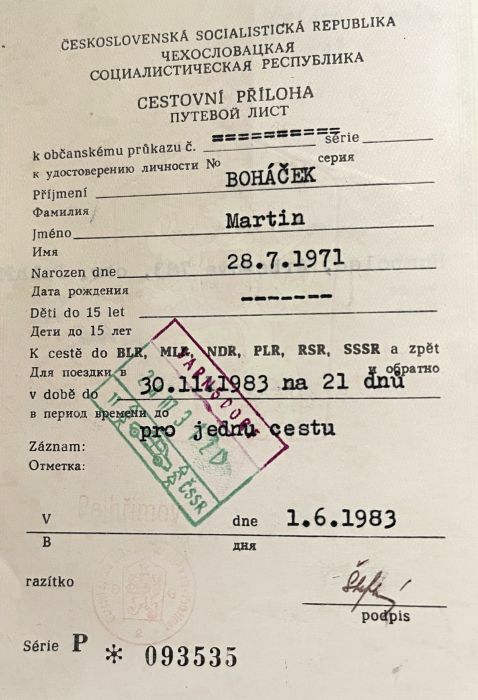 ČESKOSLOVENSKÁ SOCIALISTICKÁ REPUBLIKA
ЧЕХОСЛОВАЦКАЯ
СОЦИАЛИСТИЧЕСКАЯ РЕСПУБЛИКА
CESTOVNÍ PŘÍLOHA
ПУТЕВОЙ ЛИСТ
k občanskému průkazu č. ========== série
к удостоверению личности No серия
Příjmení BOHÁČEK
Фамилия
Jméno Martin
Имя
Narozen dne 28.7.1971
Дата рождения
Děti do 15 let -------
Дети до 15 лет
K cestě do BLR, MLR, NDR, PLR, RSR, SSSR a zpět
Для поездки в и обратно
v době do 30.11.1983 na 21 dnů
в период времени до
pro jednu cestu
Záznam:
Отметка:
VARNSDORF
ČSSR
Pelhřimov
V dne 1.6.1983
В дня
razítko
podpis
Série P * 093535